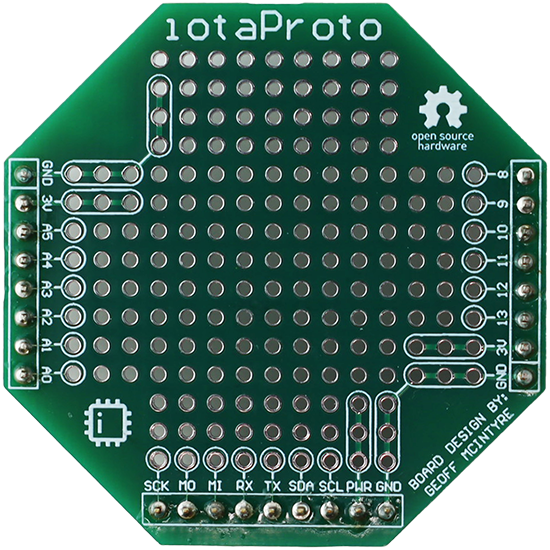 iotaProto
open source
hardware
GND
3V
A5
A4
A3
A2
A1
A0
8
9
10
11
12
13
3V
GND
i
BOARD DESIGN BY:
GEOFF MCINTYRE
SCK MO MI RX TX SDA SCL PWR GND